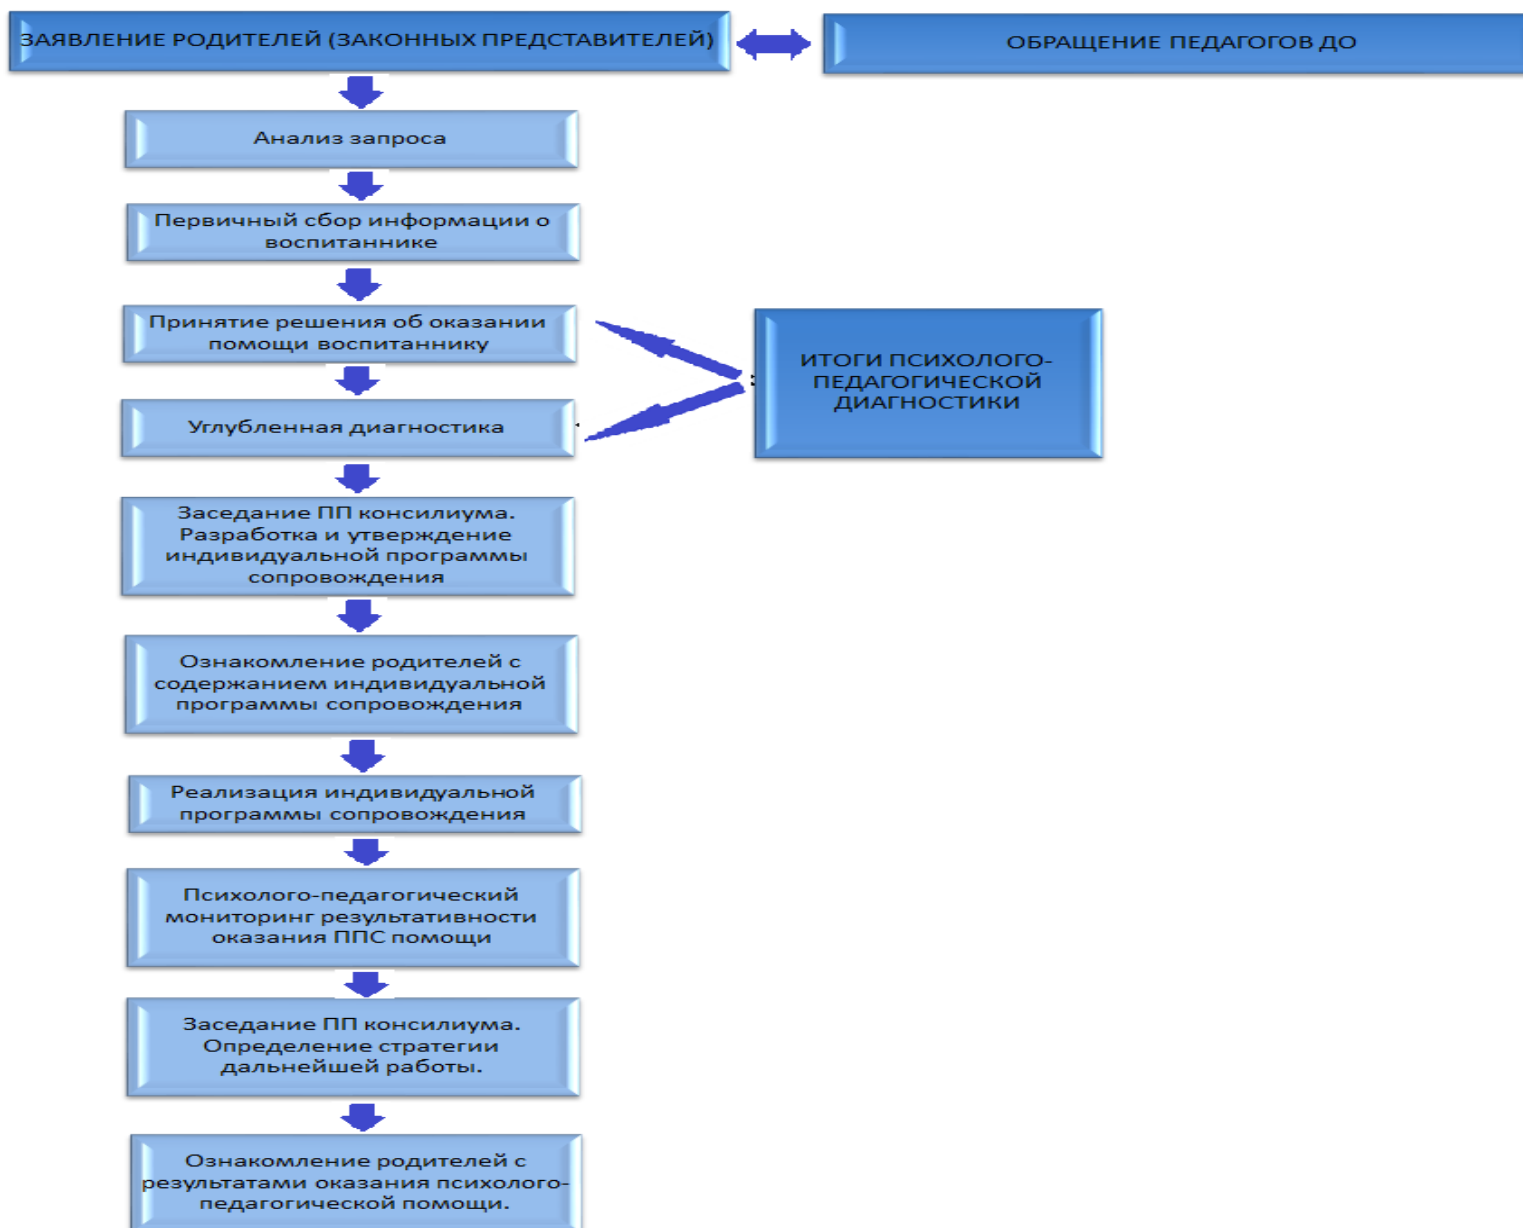 ЗАЯВЛЕНИЕ РОДИТЕЛЕЙ (ЗАКОННЫХ ПРЕДСТАВИТЕЛЕЙ)
ОБРАЩЕНИЕ ПЕДАГОГОВ ДО
Анализ запроса
Первичный сбор информации о
воспитаннике
Принятие решения об оказании
помощи воспитаннику
ИТОГИ ПСИХОЛОГО-
ПЕДАГОГИЧЕСКОЙ
ДИАГНОСТИКИ
Углубленная диагностика
Заседание ПП консилиума.
Разработка и утверждение
индивидуальной программы
сопровождения
Ознакомление родителей с
содержанием индивидуальной
программы сопровождения
Реализация индивидуальной
программы сопровождения
Психолого-педагогический
мониторинг результативности
оказания ППС помощи
Заседание ПП консилиума.
Определение стратегии
дальнейшей работы.
Ознакомление родителей с
результатами оказания психолого-
педагогической помощи.